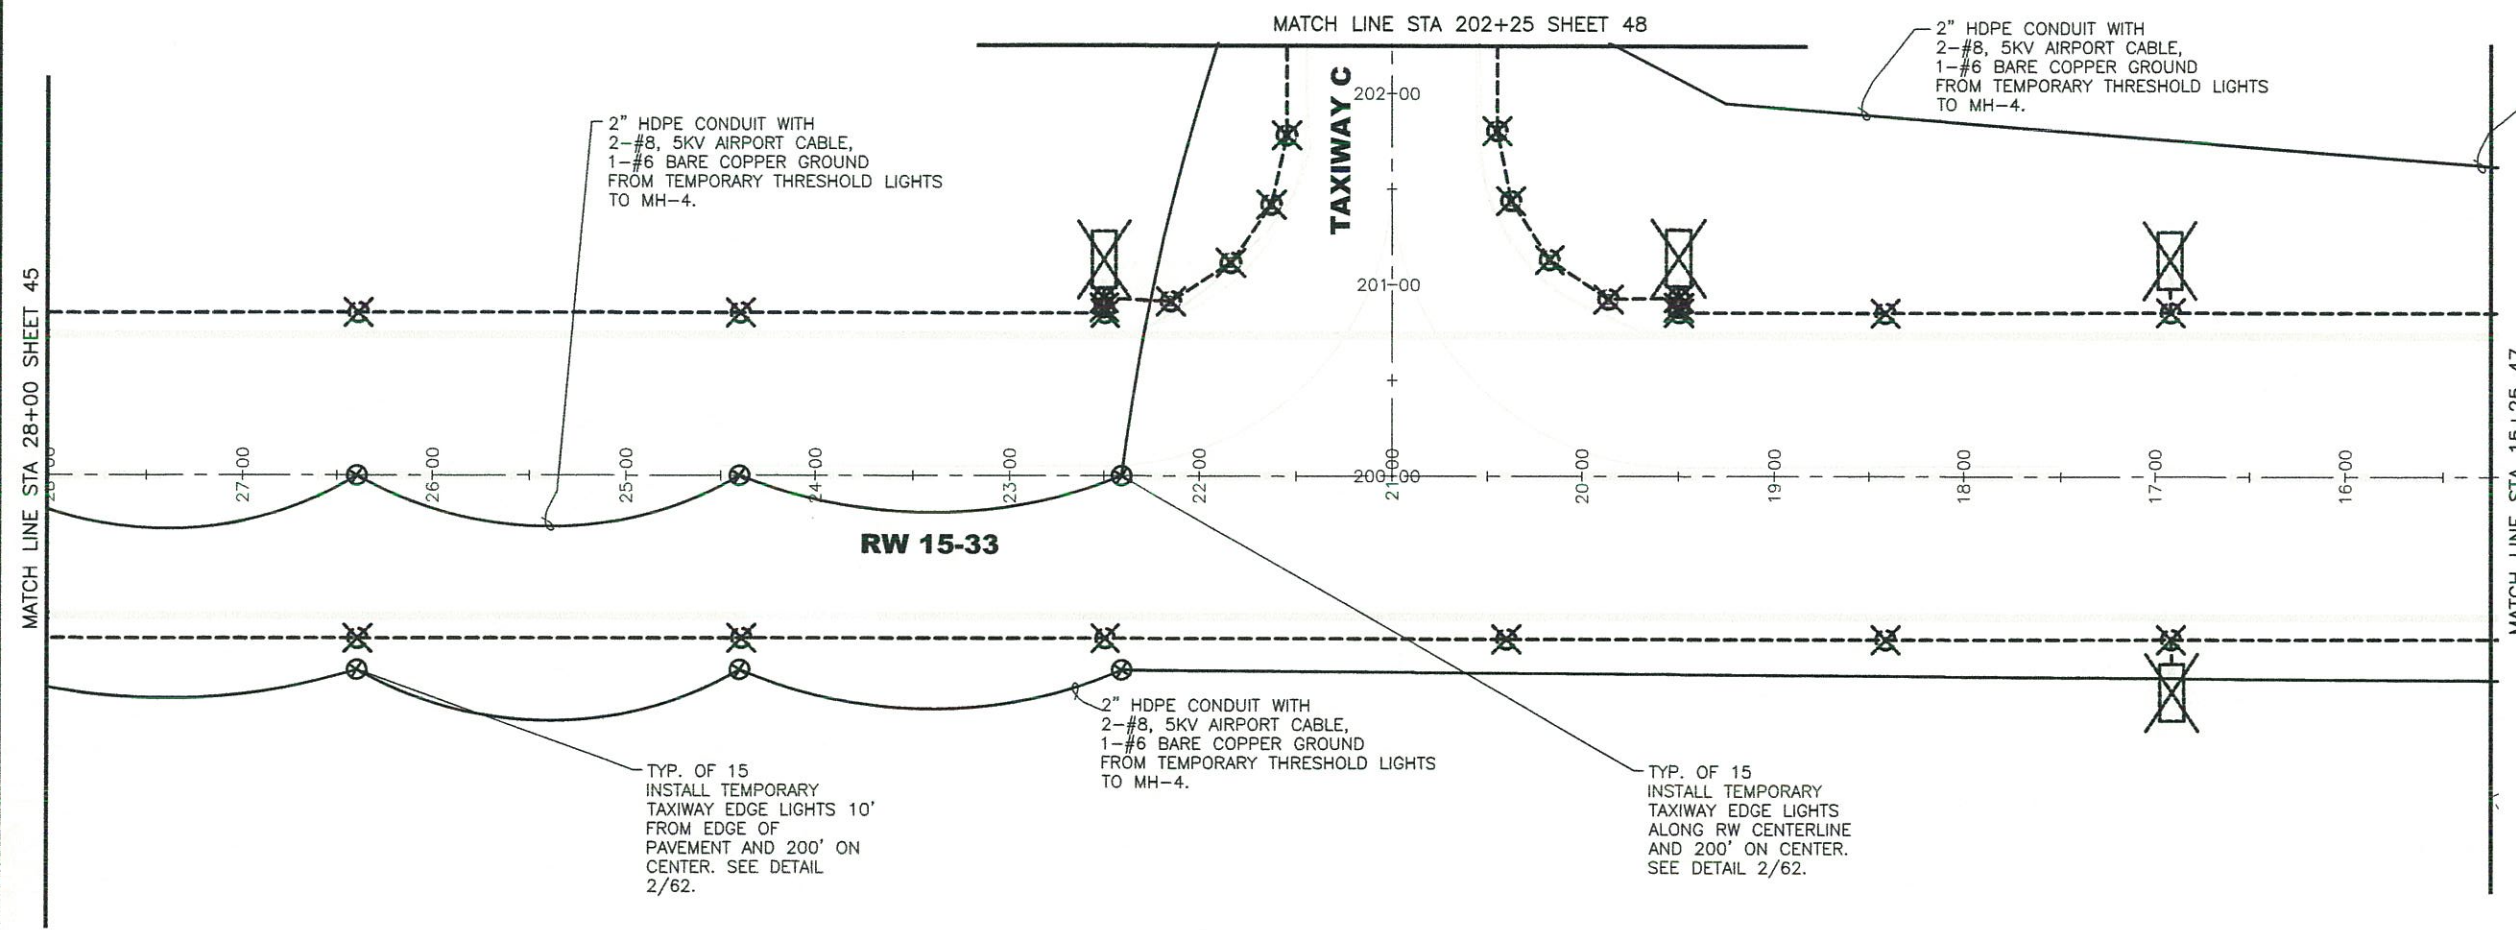 MATCH LINE STA 202+25 SHEET 48
2" HDPE CONDUIT WITH
2-#8, 5KV AIRPORT CABLE,
1-#6 BARE COPPER GROUND
FROM TEMPORARY THRESHOLD LIGHTS
TO MH-4.
2" HDPE CONDUIT WITH
2-#8, 5KV AIRPORT CABLE,
1-#6 BARE COPPER GROUND
FROM TEMPORARY THRESHOLD LIGHTS
TO MH-4.
TAXIWAY C
202+00
201+00
200+00
MATCH LINE STA 28+00 SHEET 45
27+00
26+00
25+00
24+00
23+00
22+00
21+00
20+00
19+00
18+00
17+00
16+00
MATCH LINE STA 15+25 47
RW 15-33
2" HDPE CONDUIT WITH
2-#8, 5KV AIRPORT CABLE,
1-#6 BARE COPPER GROUND
FROM TEMPORARY THRESHOLD LIGHTS
TO MH-4.
TYP. OF 15
INSTALL TEMPORARY
TAXIWAY EDGE LIGHTS 10'
FROM EDGE OF
PAVEMENT AND 200' ON
CENTER. SEE DETAIL
2/62.
TYP. OF 15
INSTALL TEMPORARY
TAXIWAY EDGE LIGHTS
ALONG RW CENTERLINE
AND 200' ON CENTER.
SEE DETAIL 2/62.